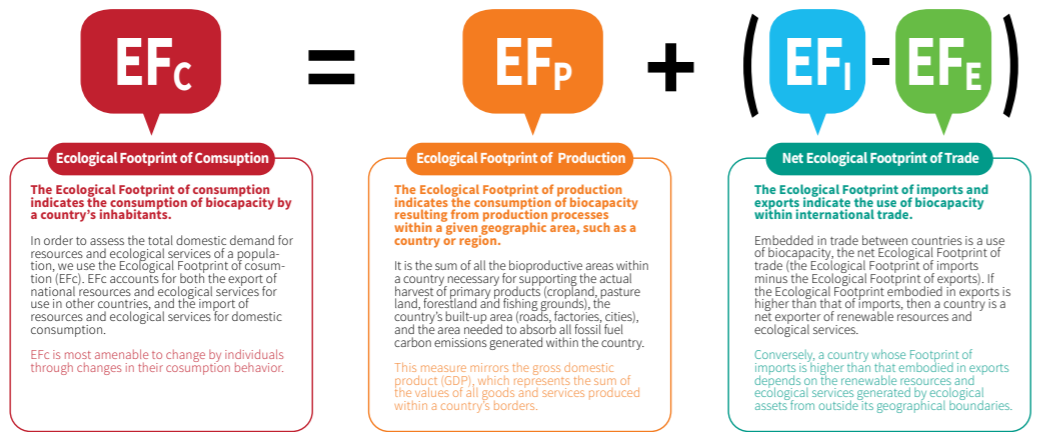 EFC = EFP + (EFI - EFE)
Ecological Footprint of Comsuption
The Ecological Footprint of consumption
indicates the consumption of biocapacity by
a country's inhabitants.
In order to assess the total domestic demand for
resources and ecological services of a popula-
tion, we use the Ecological Footprint of cosum-
tion (EFc). EFc accounts for both the export of
national resources and ecological services for
use in other countries, and the import of
resources and ecological services for domestic
consumption.
EFc is most amenable to change by individuals
through changes in their cosumption behavior.
Ecological Footprint of Production
The Ecological Footprint of production
indicates the consumption of biocapacity
resulting from production processes
within a given geographic area, such as a
country or region.
It is the sum of all the bioproductive areas within
a country necessary for supporting the actual
harvest of primary products (cropland, pasture
land, forestland and fishing grounds), the
country's built-up area (roads, factories, cities),
and the area needed to absorb all fossil fuel
carbon emissions generated within the country.
This measure mirrors the gross domestic
product (GDP), which represents the sum of
the values of all goods and services produced
within a country's borders.
Net Ecological Footprint of Trade
The Ecological Footprint of imports and
exports indicate the use of biocapacity
within international trade.
Embedded in trade between countries is a use
of biocapacity, the net Ecological Footprint of
trade (the Ecological Footprint of imports
minus the Ecological Footprint of exports). If
the Ecological Footprint embodied in exports is
higher than that of imports, then a country is a
net exporter of renewable resources and
ecological services.
Conversely, a country whose Footprint of
imports is higher than that embodied in exports
depends on the renewable resources and
ecological services generated by ecological
assets from outside its geographical boundaries.